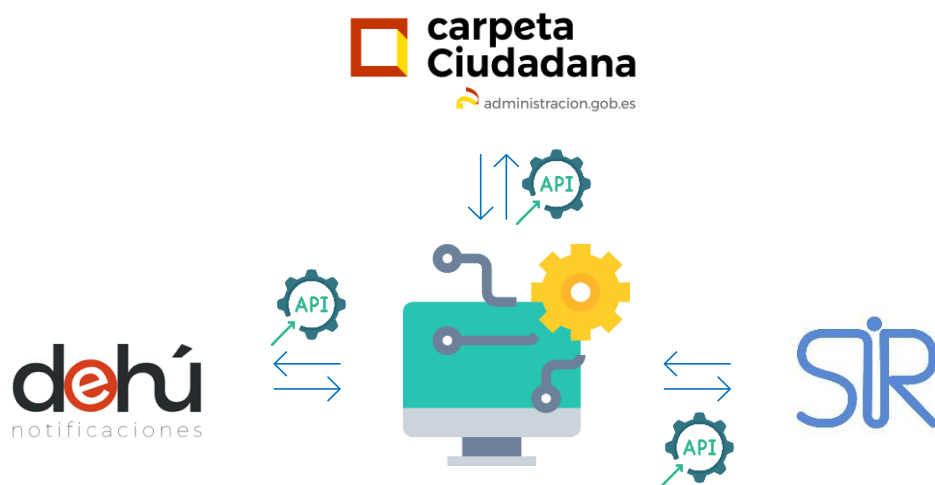 carpeta
Ciudadana
administracion.gob.es
API
API
dehú
notificaciones
SIR
API